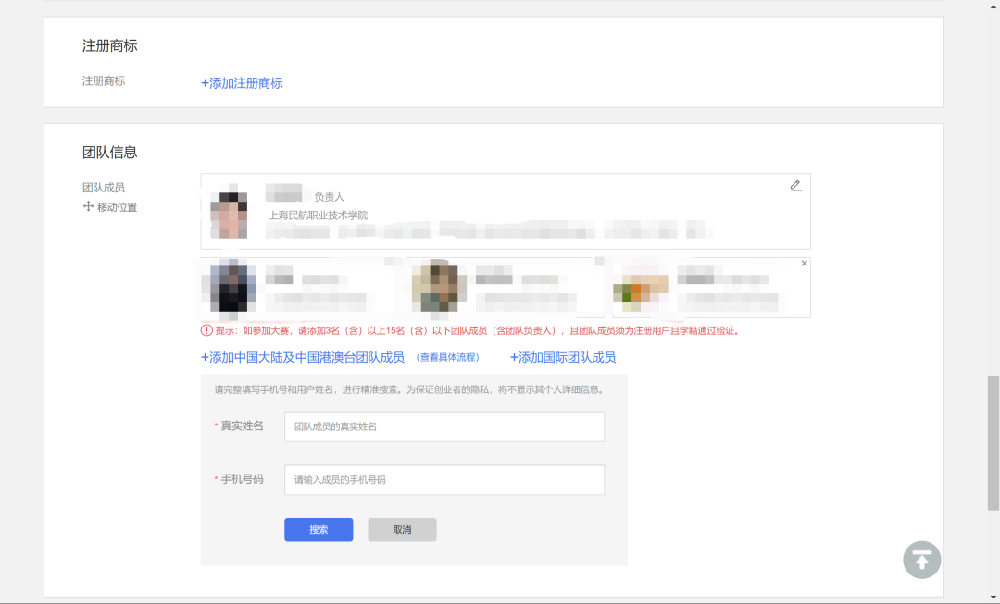 注册商标
注册商标
+添加注册商标
团队信息
团队成员
移动位置
负责人
上海民航职业技术学院
提示：如参加大赛，请添加3名（含）以上15名（含）以下团队成员（含团队负责人），且团队成员须为注册用户且学籍通过验证。
+添加中国大陆及中国港澳台团队成员 （查看具体流程） +添加国际团队成员
请完整填写手机号和用户姓名，进行精准搜索。为保证创业者的隐私，将不显示其个人详细信息。
* 真实姓名 团队成员的真实姓名
* 手机号码 请输入成员的手机号码
搜索 取消